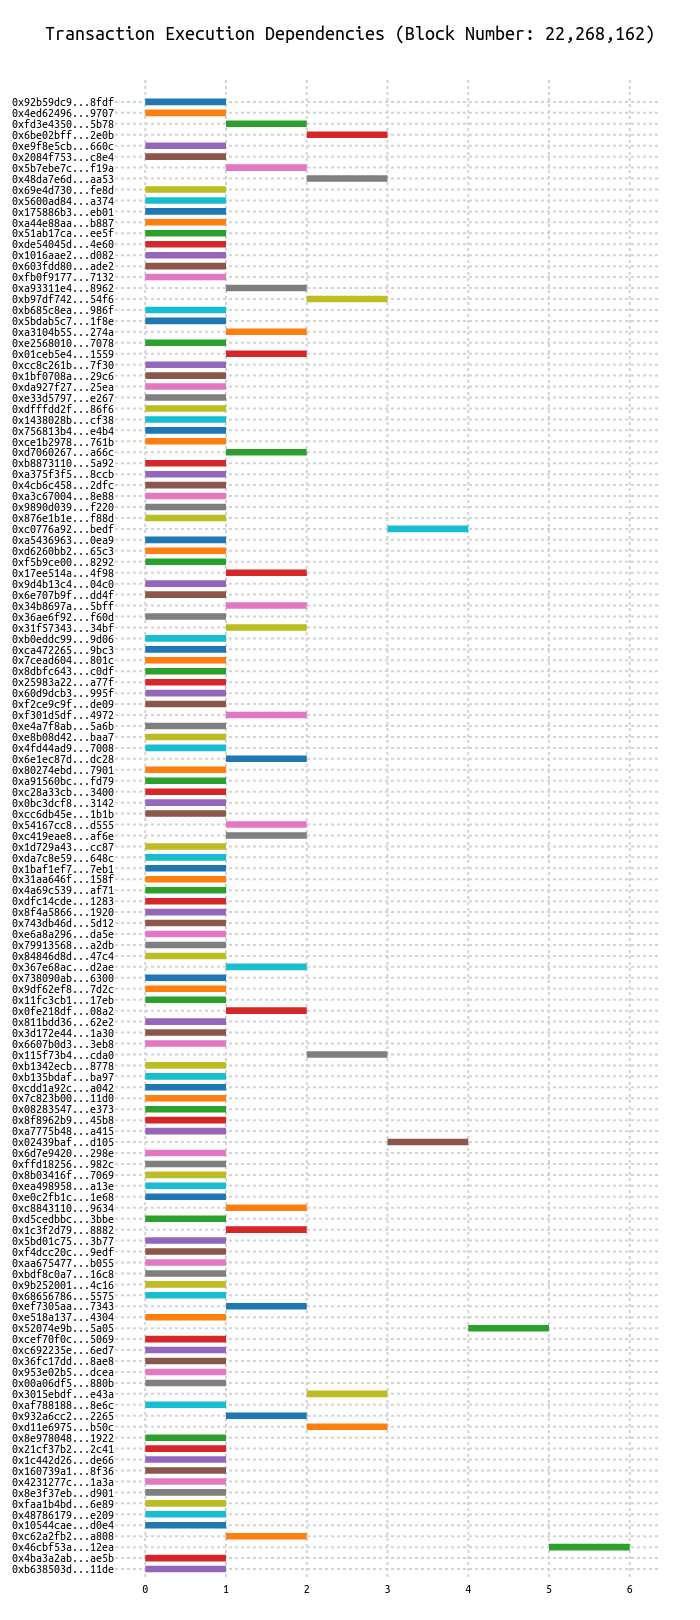 Transaction Execution Dependencies (Block Number: 22,268,162)
0x92b59dc9...8fdf
0x4ed62496...9707
0xfd3e4350...5b78
0x6be02bff...2e0b
0xe9f8e5cb...660c
0x2084f753...c8e4
0x5b7ebe7c...f19a
0x48da7e6d...aa53
0x69e4d730...fe8d
0x5600ad84...a374
0x175886b3...eb01
0xa44e88aa...b887
0x51ab17ca...ee5f
0xde54045d...4e60
0x1016aae2...d082
0x603fdd80...ade2
0xfb0f9177...7132
0xa93311e4...8962
0xb97df742...54f6
0xb685c8ea...986f
0x5bdab5c7...1f8e
0xa3104b55...274a
0xe2568010...7078
0x01ceb5e4...1559
0xcc8c261b...7f30
0x1bf0708a...29c6
0xda927f27...25ea
0xe33d5797...e267
0xdfffdd2f...86f6
0x1438028b...cf38
0x756813b4...e4b4
0xce1b2978...761b
0xd7060267...a66c
0xb8873110...5a92
0xa375f3f5...8ccb
0x4cb6c458...2dfc
0xa3c67004...8e88
0x9890d039...f220
0x876e1b1e...f88d
0xc0776a92...bedf
0xa5436963...0ea9
0xd6260bb2...65c3
0xf5b9ce00...8292
0x17ee514a...4f98
0x9d4b13c4...04c0
0x6e707b9f...dd4f
0x34b8697a...5bff
0x36ae6f92...f60d
0x31f57343...34bf
0xb0eddc99...9d06
0xca472265...9bc3
0x7cead604...801c
0x8dbfc643...c0df
0x25983a22...a77f
0x60d9dcb3...995f
0xf2ce9c9f...de09
0xf301d5df...4972
0xe4a7f8ab...5a6b
0xe8b08d42...baa7
0x4fd44ad9...7008
0x6e1ec87d...dc28
0x80274ebd...7901
0xa91560bc...fd79
0xc28a33cb...3400
0x0bc3dcf8...3142
0xcc6db45e...1b1b
0x54167cc8...d555
0xc419eae8...af6e
0x1d729a43...cc87
0xda7c8e59...648c
0x1baf1ef7...7eb1
0x31aa646f...158f
0x4a69c539...af71
0xdfc14cde...1283
0x8f4a5866...1920
0x743db46d...5d12
0xe6a8a296...da5e
0x79913568...a2db
0x84846d8d...47c4
0x367e68ac...d2ae
0x738090ab...6300
0x9df62ef8...7d2c
0x11fc3cb1...17eb
0x0fe218df...08a2
0x811bdd36...62e2
0x3d172e44...1a30
0x6607b0d3...3eb8
0x115f73b4...cda0
0xb1342ecb...8778
0xb135bdaf...ba97
0xcdd1a92c...a042
0x7c823b00...11d0
0x08283547...e373
0x8f8962b9...45b8
0xa7775b48...a415
0x02439baf...d105
0x6d7e9420...298e
0xffd18256...982c
0x8b03416f...7069
0xea498958...a13e
0xe0c2fb1c...1e68
0xc8843110...9634
0xd5cedbbc...3bbe
0x1c3f2d79...8882
0x5bd01c75...3b77
0xf4dcc20c...9edf
0xaa675477...b055
0xbdf8c0a7...16c8
0x9b252001...4c16
0x68656786...5575
0xef7305aa...7343
0xe518a137...4304
0x52074e9b...5a05
0xcef70f0c...5069
0xc692235e...6ed7
0x36fc17dd...8ae8
0x953e02b5...dcea
0x00a06df5...880b
0x3015ebdf...e43a
0xaf788188...8e6c
0x932a6cc2...2265
0xd11e6975...b50c
0x8e978048...1922
0x21cf37b2...2c41
0x1c442d26...de66
0x160739a1...8f36
0x4231277c...1a3a
0x8e3f37eb...d901
0xfaa1b4bd...6e89
0x48786179...e209
0x10544cae...d0e4
0xc62a2fb2...a808
0x46cbf53a...12ea
0x4ba3a2ab...ae5b
0xb638503d...11de
0 1 2 3 4 5 6